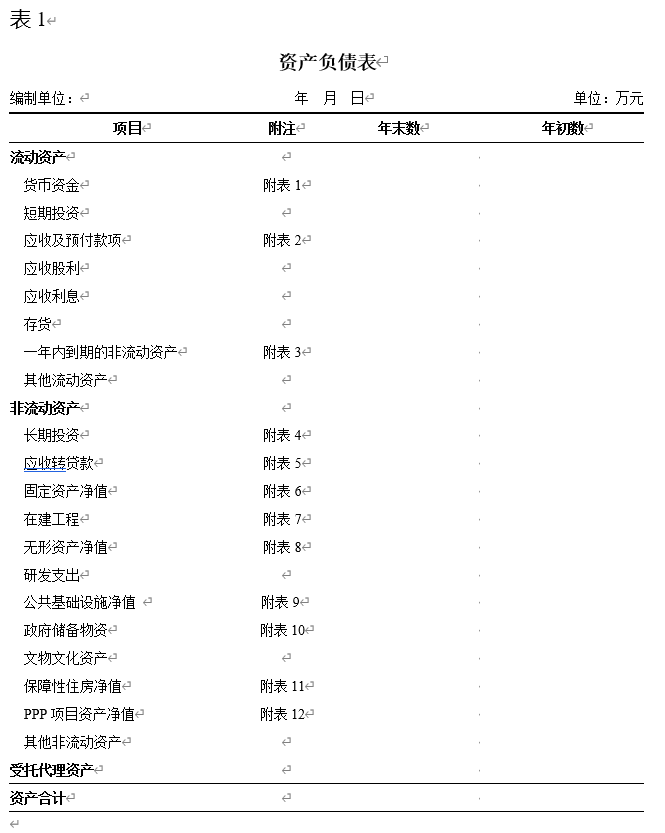 表 1
资产负债表
编制单位： 年 月 日 单位：万元
项目 附注 年末数 年初数
流动资产
货币资金 附表 1
短期投资
应收及预付款项 附表 2
应收股利
应收利息
存货
一年内到期的非流动资产 附表 3
其他流动资产
非流动资产
长期投资 附表 4
应收转贷款 附表 5
固定资产净值 附表 6
在建工程 附表 7
无形资产净值 附表 8
研发支出
公共基础设施净值 附表 9
政府储备物资 附表 10
文物文化资产
保障性住房净值 附表 11
PPP 项目资产净值 附表 12
其他非流动资产
受托代理资产
资产合计